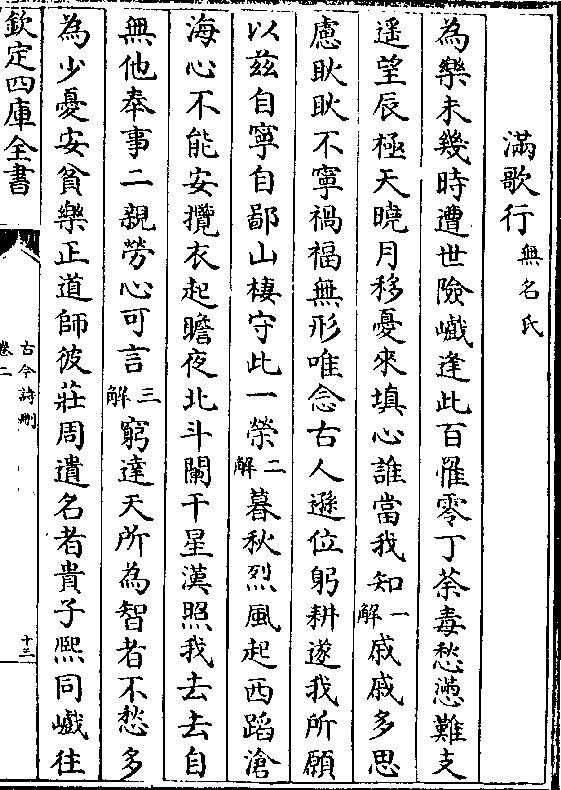 滿歌行無名氏
為樂未幾時遭世險巇逢此百罹零丁荼毒愁懣難支
遥望辰極天曉月移憂來填心誰當我知一解戚戚多思
慮耿耿不寧禍福無形唯念古人遜位躬耕遂我所願
以兹自寧自鄙山棲守此一榮二解暮秋烈風起西蹈滄
海心不能安攬衣起瞻夜北斗闌干星漢照我去去自
無他奉事二親勞心可言三解窮達天所為智者不愁多
為少憂安貧樂正道師彼莊周遺名者貴子熈同巇往
欽定四庫全書
古今詩刪
卷二
十三